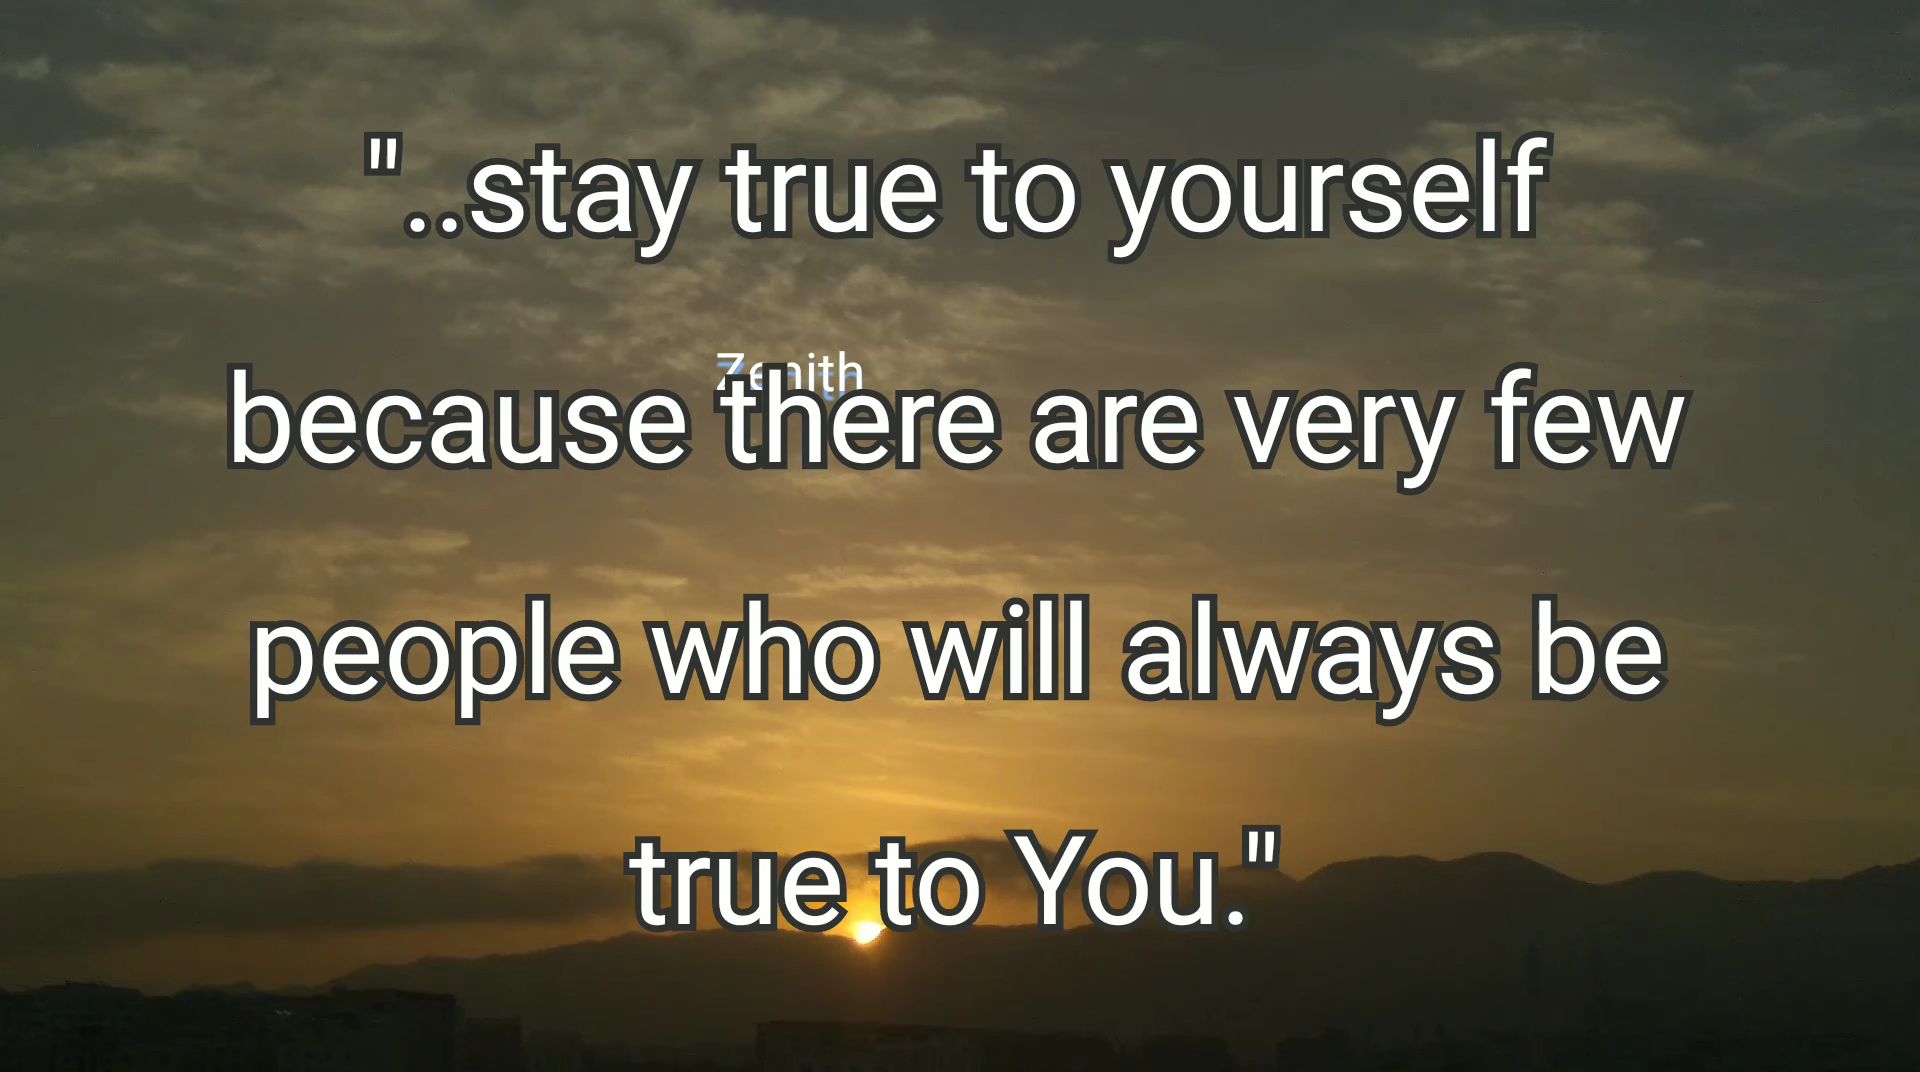 "..stay true to yourself
Zenith
because there are very few
people who will always be
true to You."